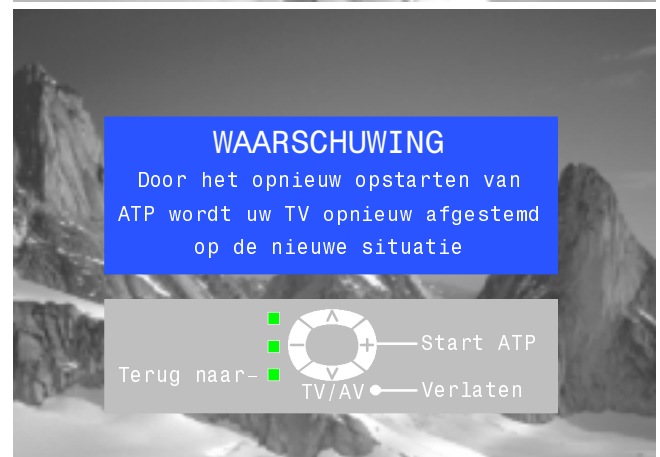 WAARSCHUWING
Door het opnieuw opstarten van
ATP wordt uw TV opnieuw afgestemd
op de nieuwe situatie
Start ATP
Terug naar
TV/AV Verlaten